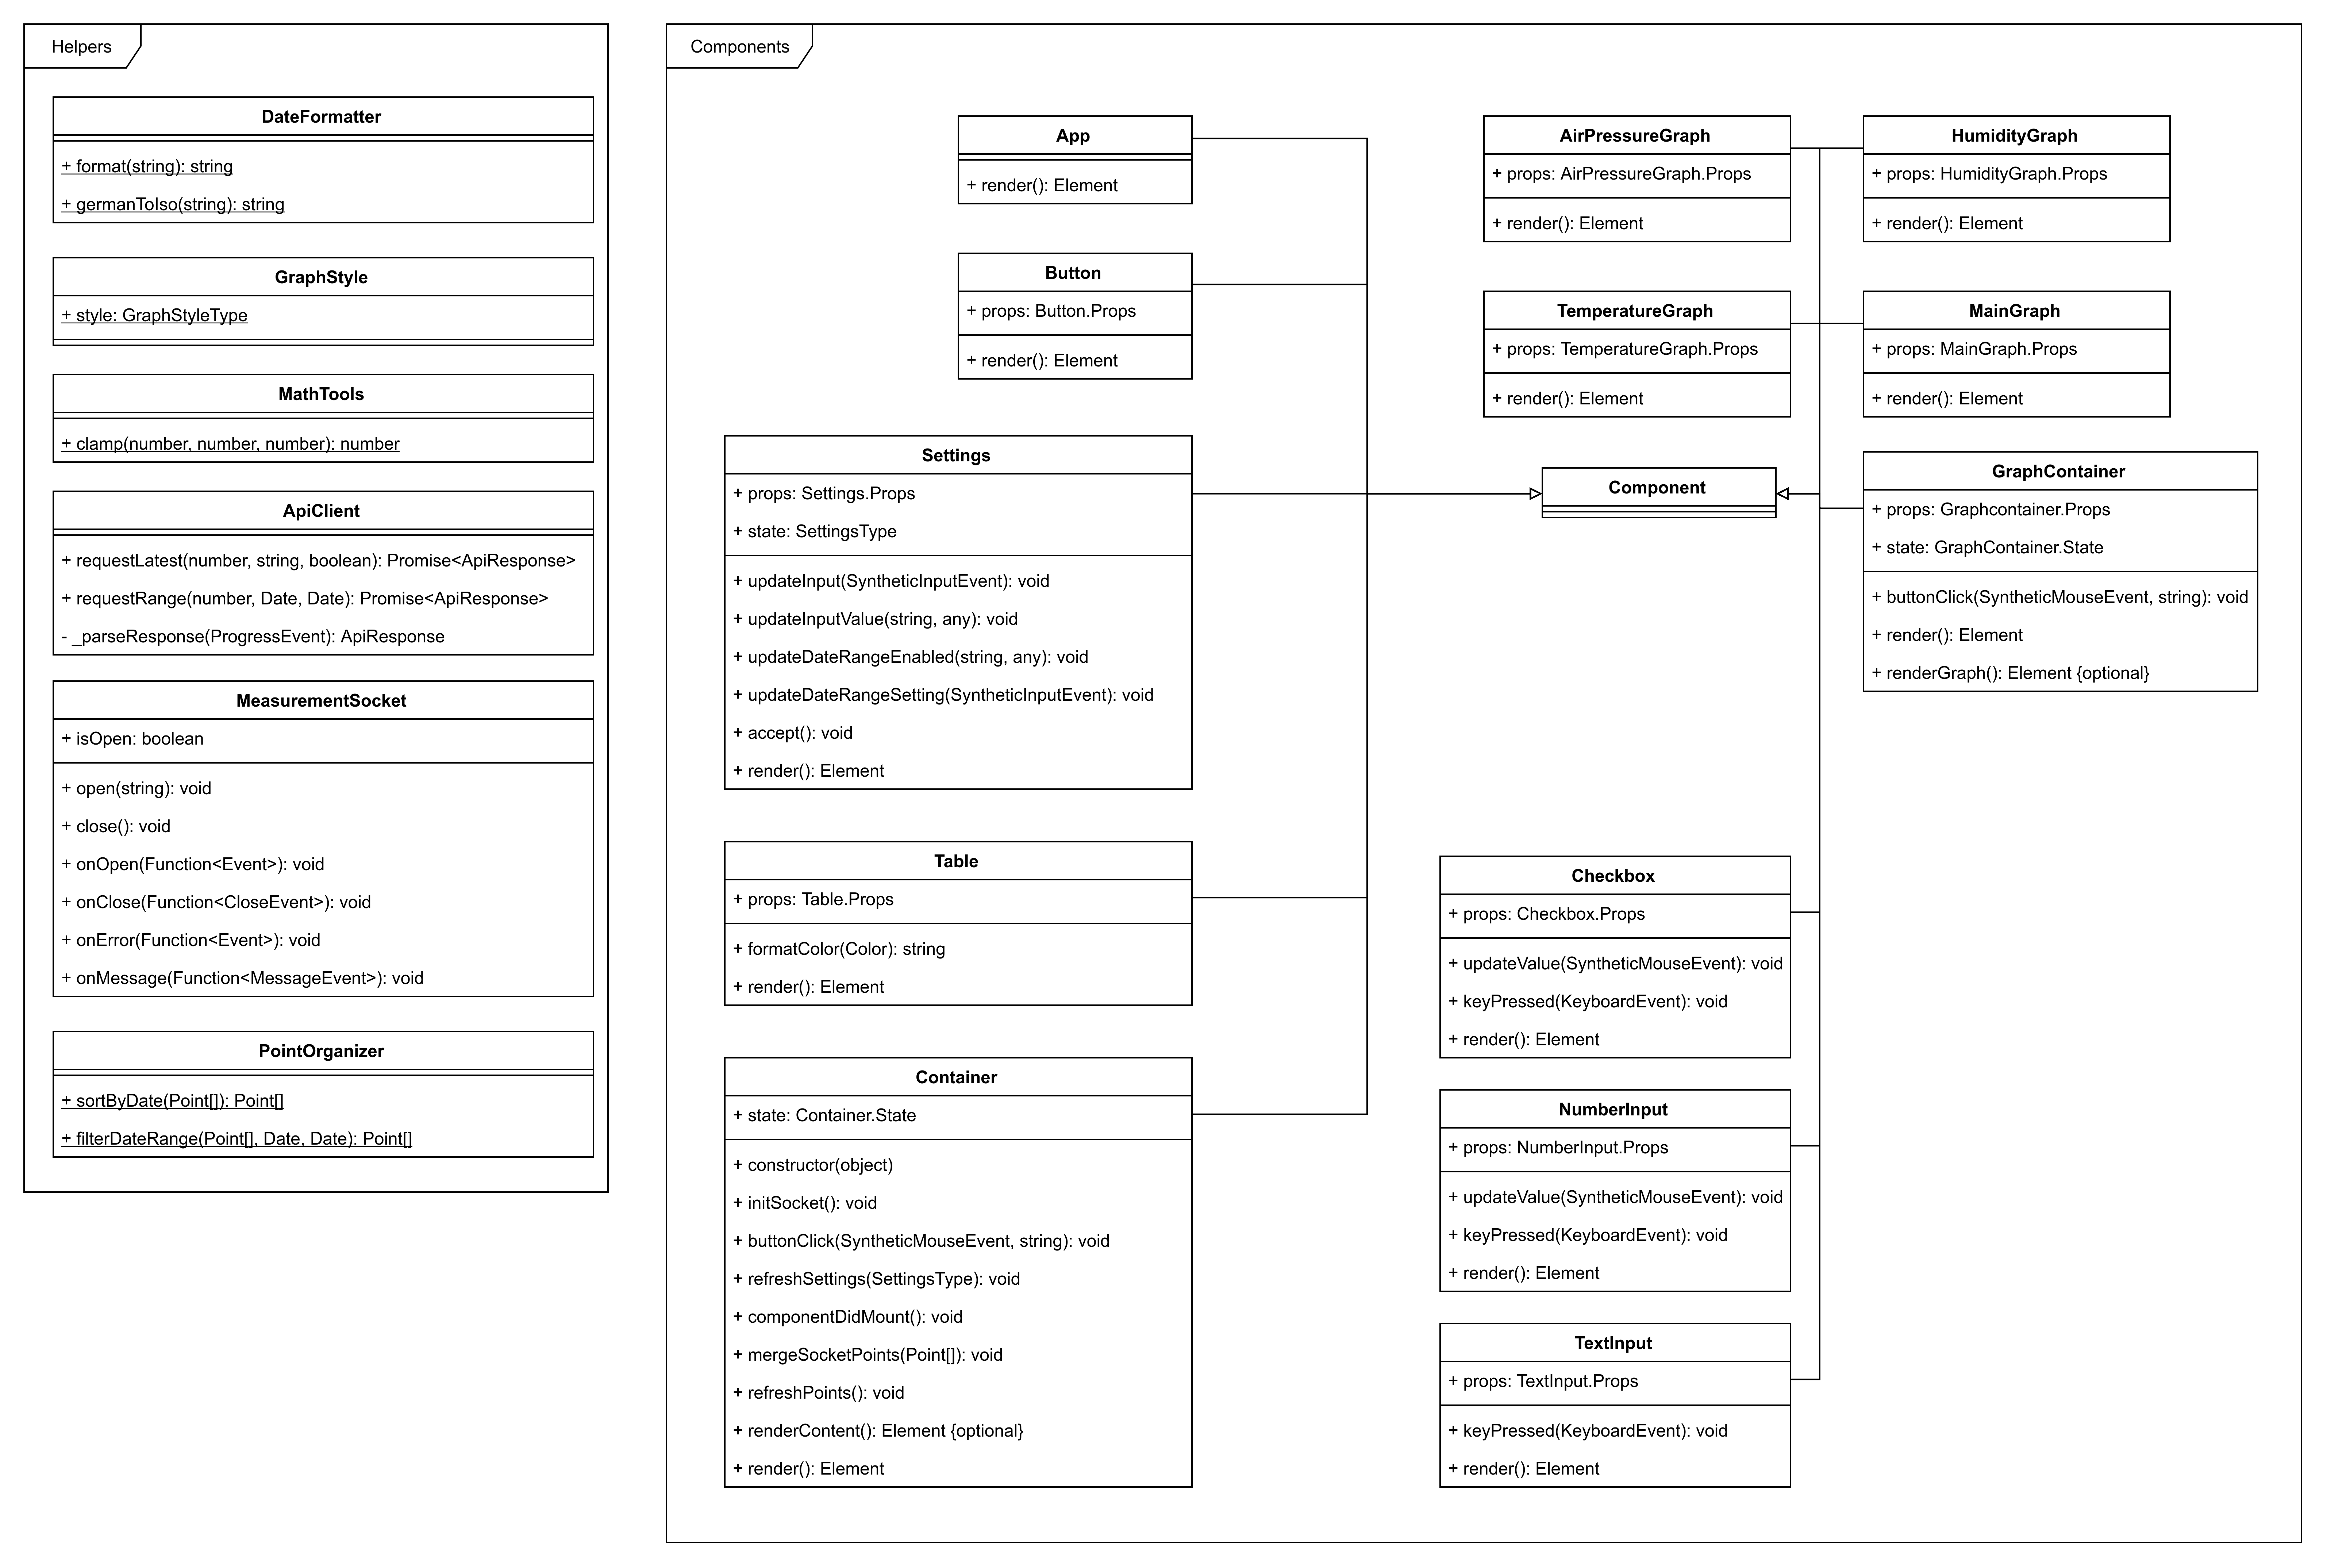 Helpers
DateFormatter
+ format(string): string
+ germanToIso(string): string
GraphStyle
+ style: GraphStyleType
MathTools
+ clamp(number, number, number): number
ApiClient
+ requestLatest(number, string, boolean): Promise<ApiResponse>
+ requestRange(number, Date, Date): Promise<ApiResponse>
- _parseResponse(ProgressEvent): ApiResponse
MeasurementSocket
+ isOpen: boolean
+ open(string): void
+ close(): void
+ onOpen(Function<Event>): void
+ onClose(Function<CloseEvent>): void
+ onError(Function<Event>): void
+ onMessage(Function<MessageEvent>): void
PointOrganizer
+ sortByDate(Point[]): Point[]
+ filterDateRange(Point[], Date, Date): Point[]
Components
App
+ render(): Element
Button
+ props: Button.Props
+ render(): Element
Settings
+ props: Settings.Props
+ state: SettingsType
+ updateInput(SyntheticInputEvent): void
+ updateInputValue(string, any): void
+ updateDateRangeEnabled(string, any): void
+ updateDateRangeSetting(SyntheticInputEvent): void
+ accept(): void
+ render(): Element
Table
+ props: Table.Props
+ formatColor(Color): string
+ render(): Element
Container
+ state: Container.State
+ constructor(object)
+ initSocket(): void
+ buttonClick(SyntheticMouseEvent, string): void
+ refreshSettings(SettingsType): void
+ componentDidMount(): void
+ mergeSocketPoints(Point[]): void
+ refreshPoints(): void
+ renderContent(): Element {optional}
+ render(): Element
AirPressureGraph
+ props: AirPressureGraph.Props
+ render(): Element
HumidityGraph
+ props: HumidityGraph.Props
+ render(): Element
TemperatureGraph
+ props: TemperatureGraph.Props
+ render(): Element
MainGraph
+ props: MainGraph.Props
+ render(): Element
Component
GraphContainer
+ props: Graphcontainer.Props
+ state: GraphContainer.State
+ buttonClick(SyntheticMouseEvent, string): void
+ render(): Element
+ renderGraph(): Element {optional}
Checkbox
+ props: Checkbox.Props
+ updateValue(SyntheticMouseEvent): void
+ keyPressed(KeyboardEvent): void
+ render(): Element
NumberInput
+ props: NumberInput.Props
+ updateValue(SyntheticMouseEvent): void
+ keyPressed(KeyboardEvent): void
+ render(): Element
TextInput
+ props: TextInput.Props
+ keyPressed(KeyboardEvent): void
+ render(): Element